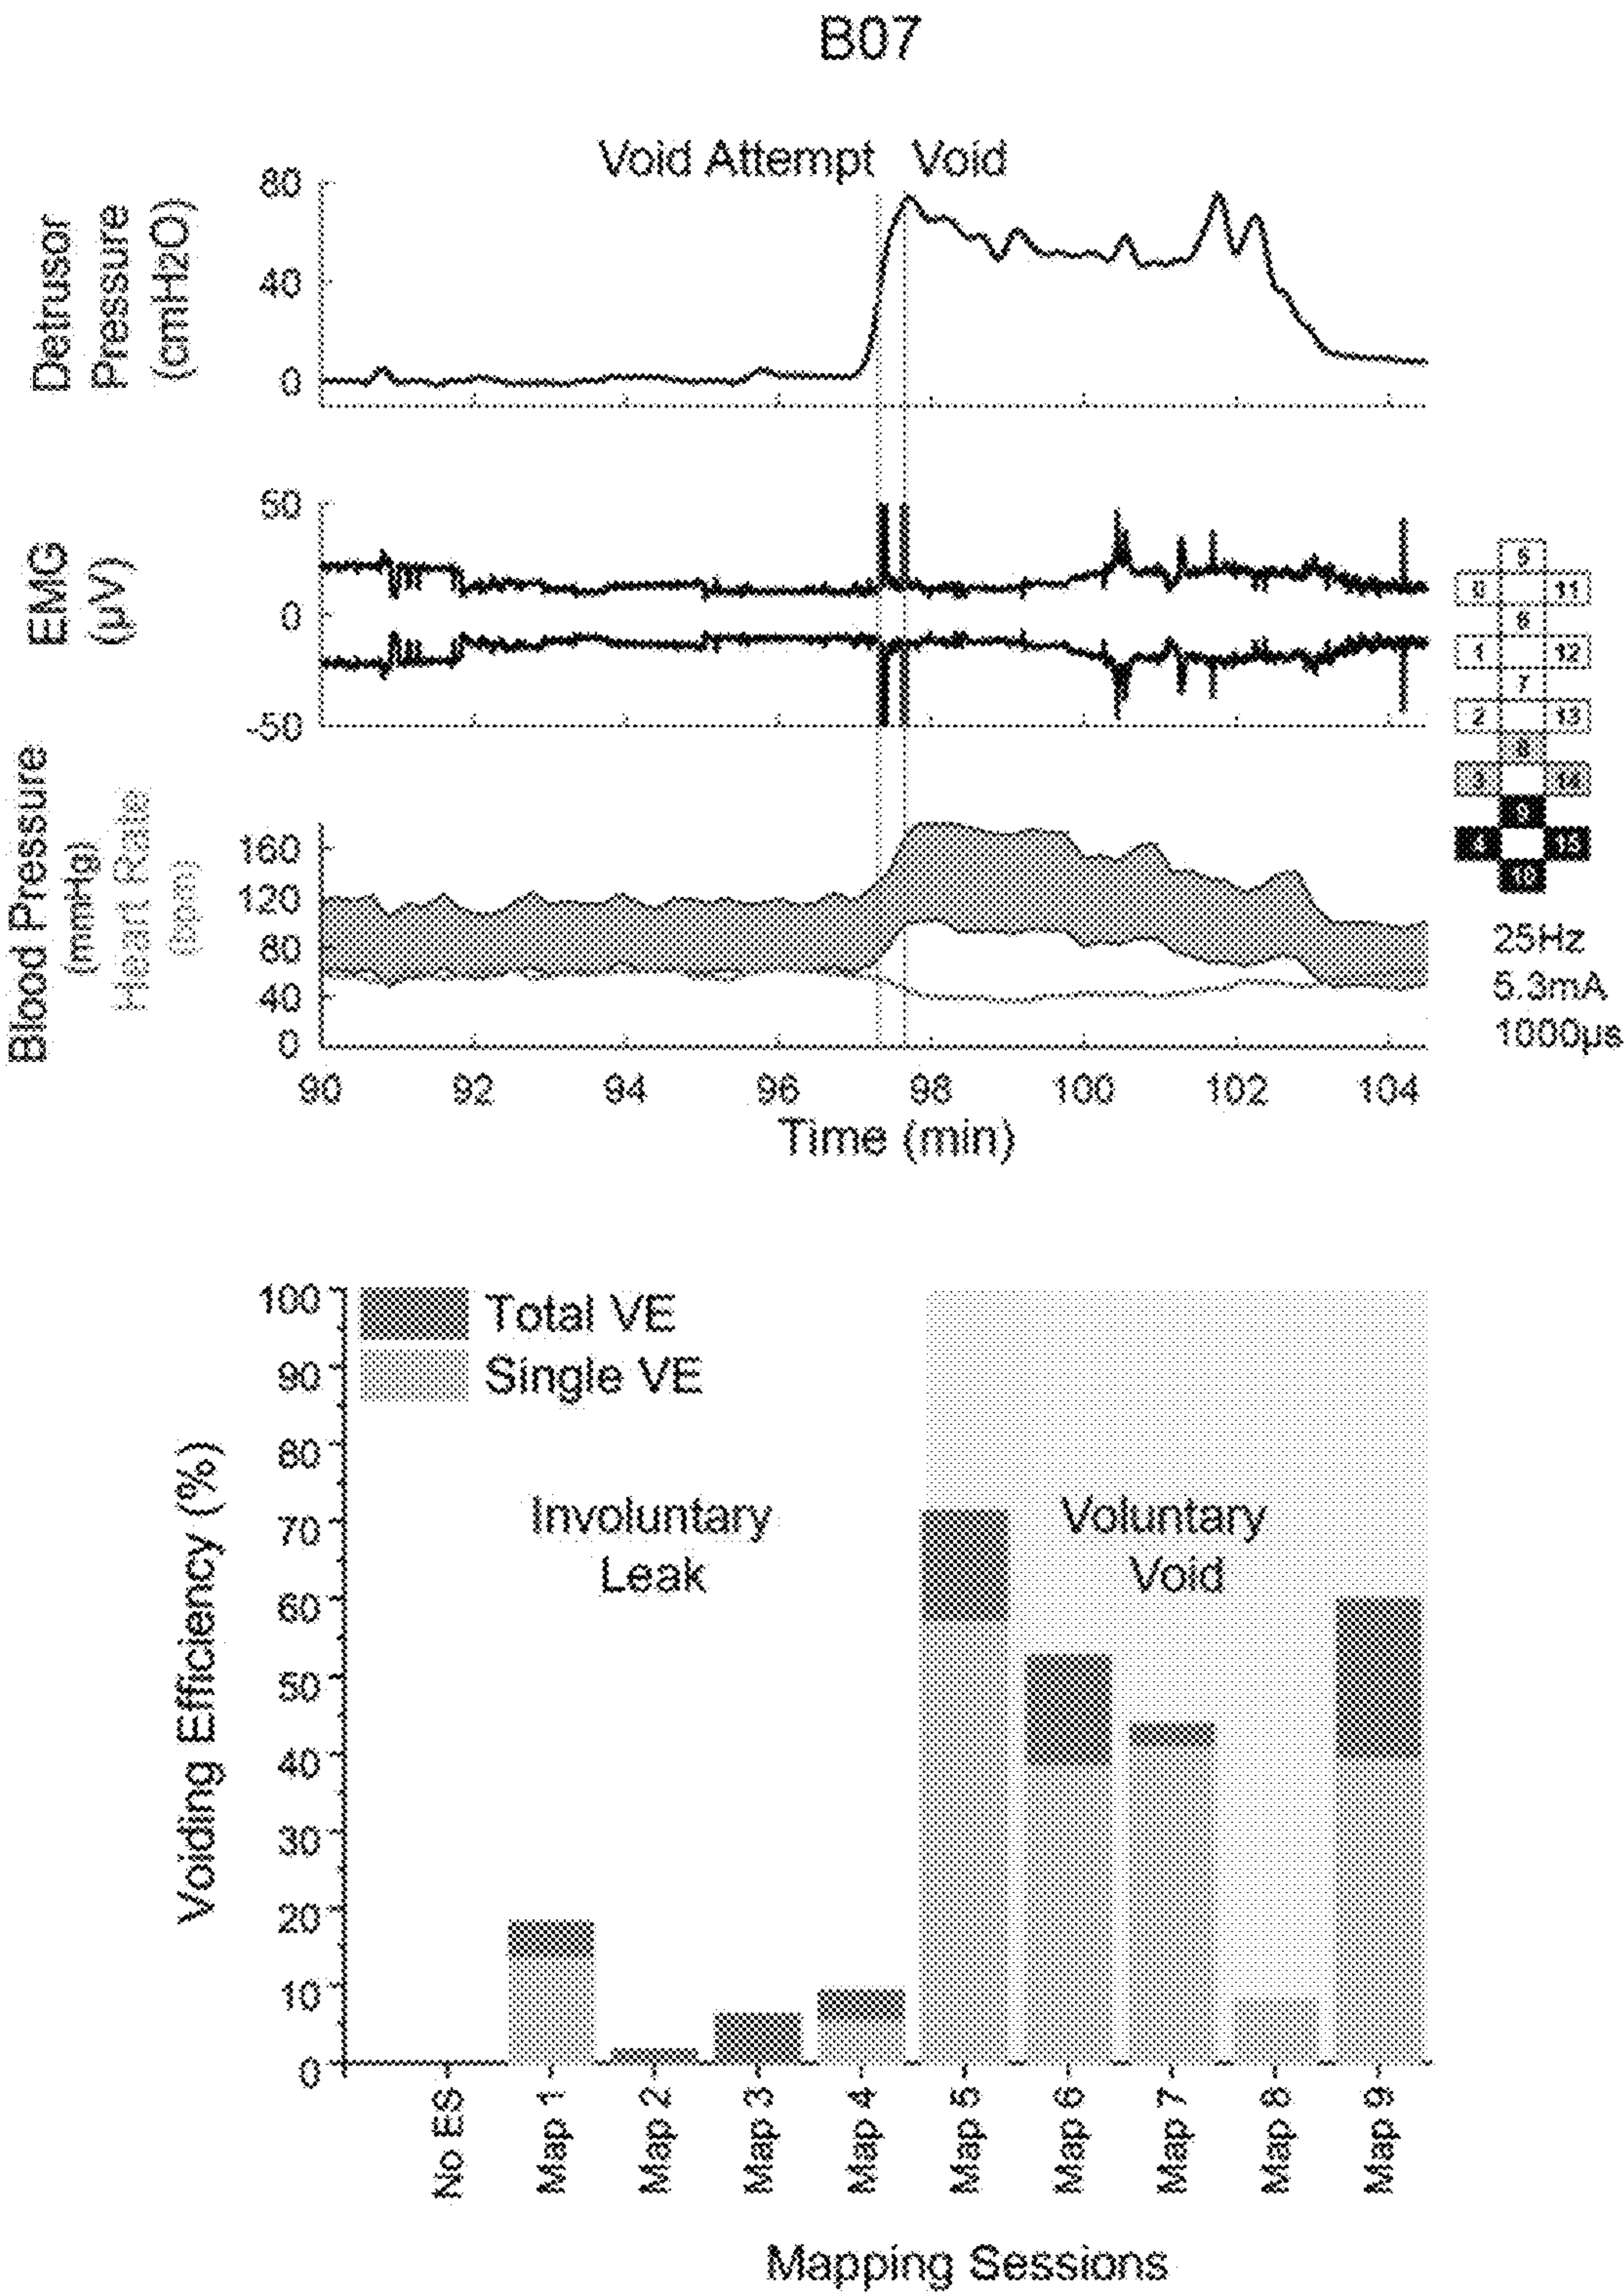 B07
Void Attempt Void
Detrusor
Pressure
(cmH2O)
80
40
0
EMG
(µV)
50
0
-50
Blood Pressure
(mmHg)
Heart Rate
(bpm)
160
120
80
40
0
90 92 94 96 98 100 102 104
Time (min)
5
0 11
6
1 12
7
2 13
8
3 14
9
4 15
10
25Hz
5.3mA
1000µs
Voiding Efficiency (%)
100
90
80
70
60
50
40
30
20
10
0
Total VE
Single VE
Involuntary
Leak
Voluntary
Void
No ES
Map 1
Map 2
Map 3
Map 4
Map 5
Map 6
Map 7
Map 8
Map 9
Mapping Sessions